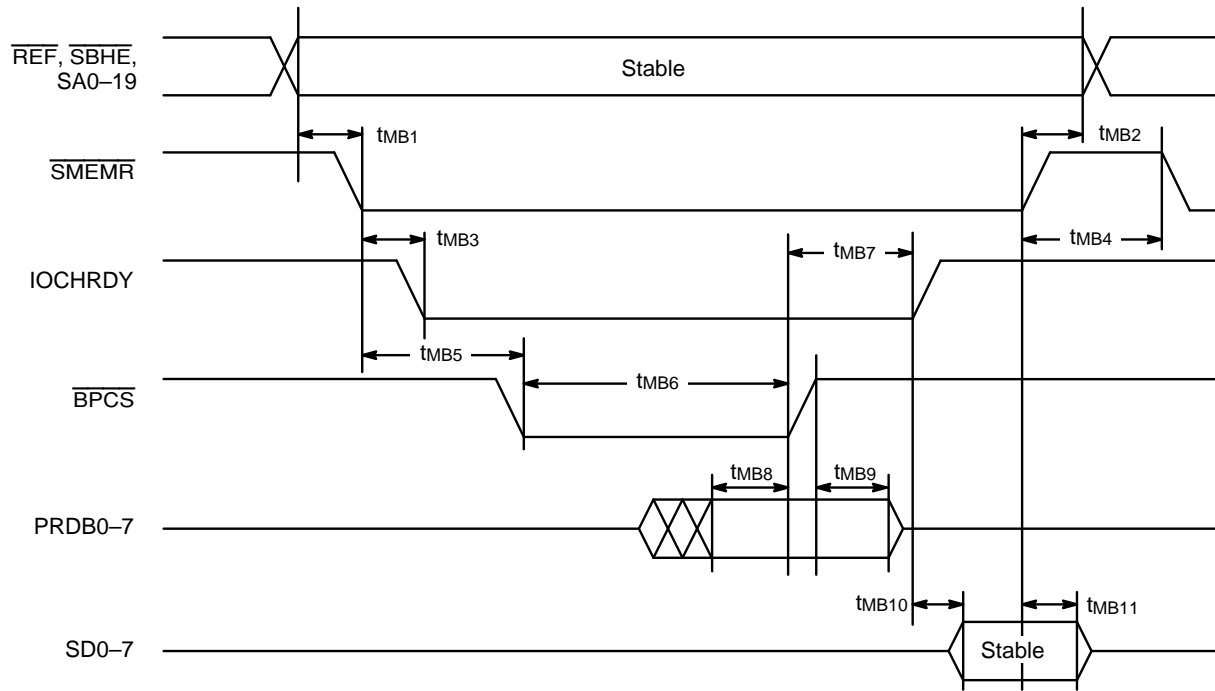 REF, SBHE,
SA0–19
Stable
tMB1
tMB2
SMEMR
tMB3
tMB4
tMB7
IOCHRDY
tMB5
tMB6
BPCS
tMB8
tMB9
PRDB0–7
tMB10
tMB11
SD0–7
Stable